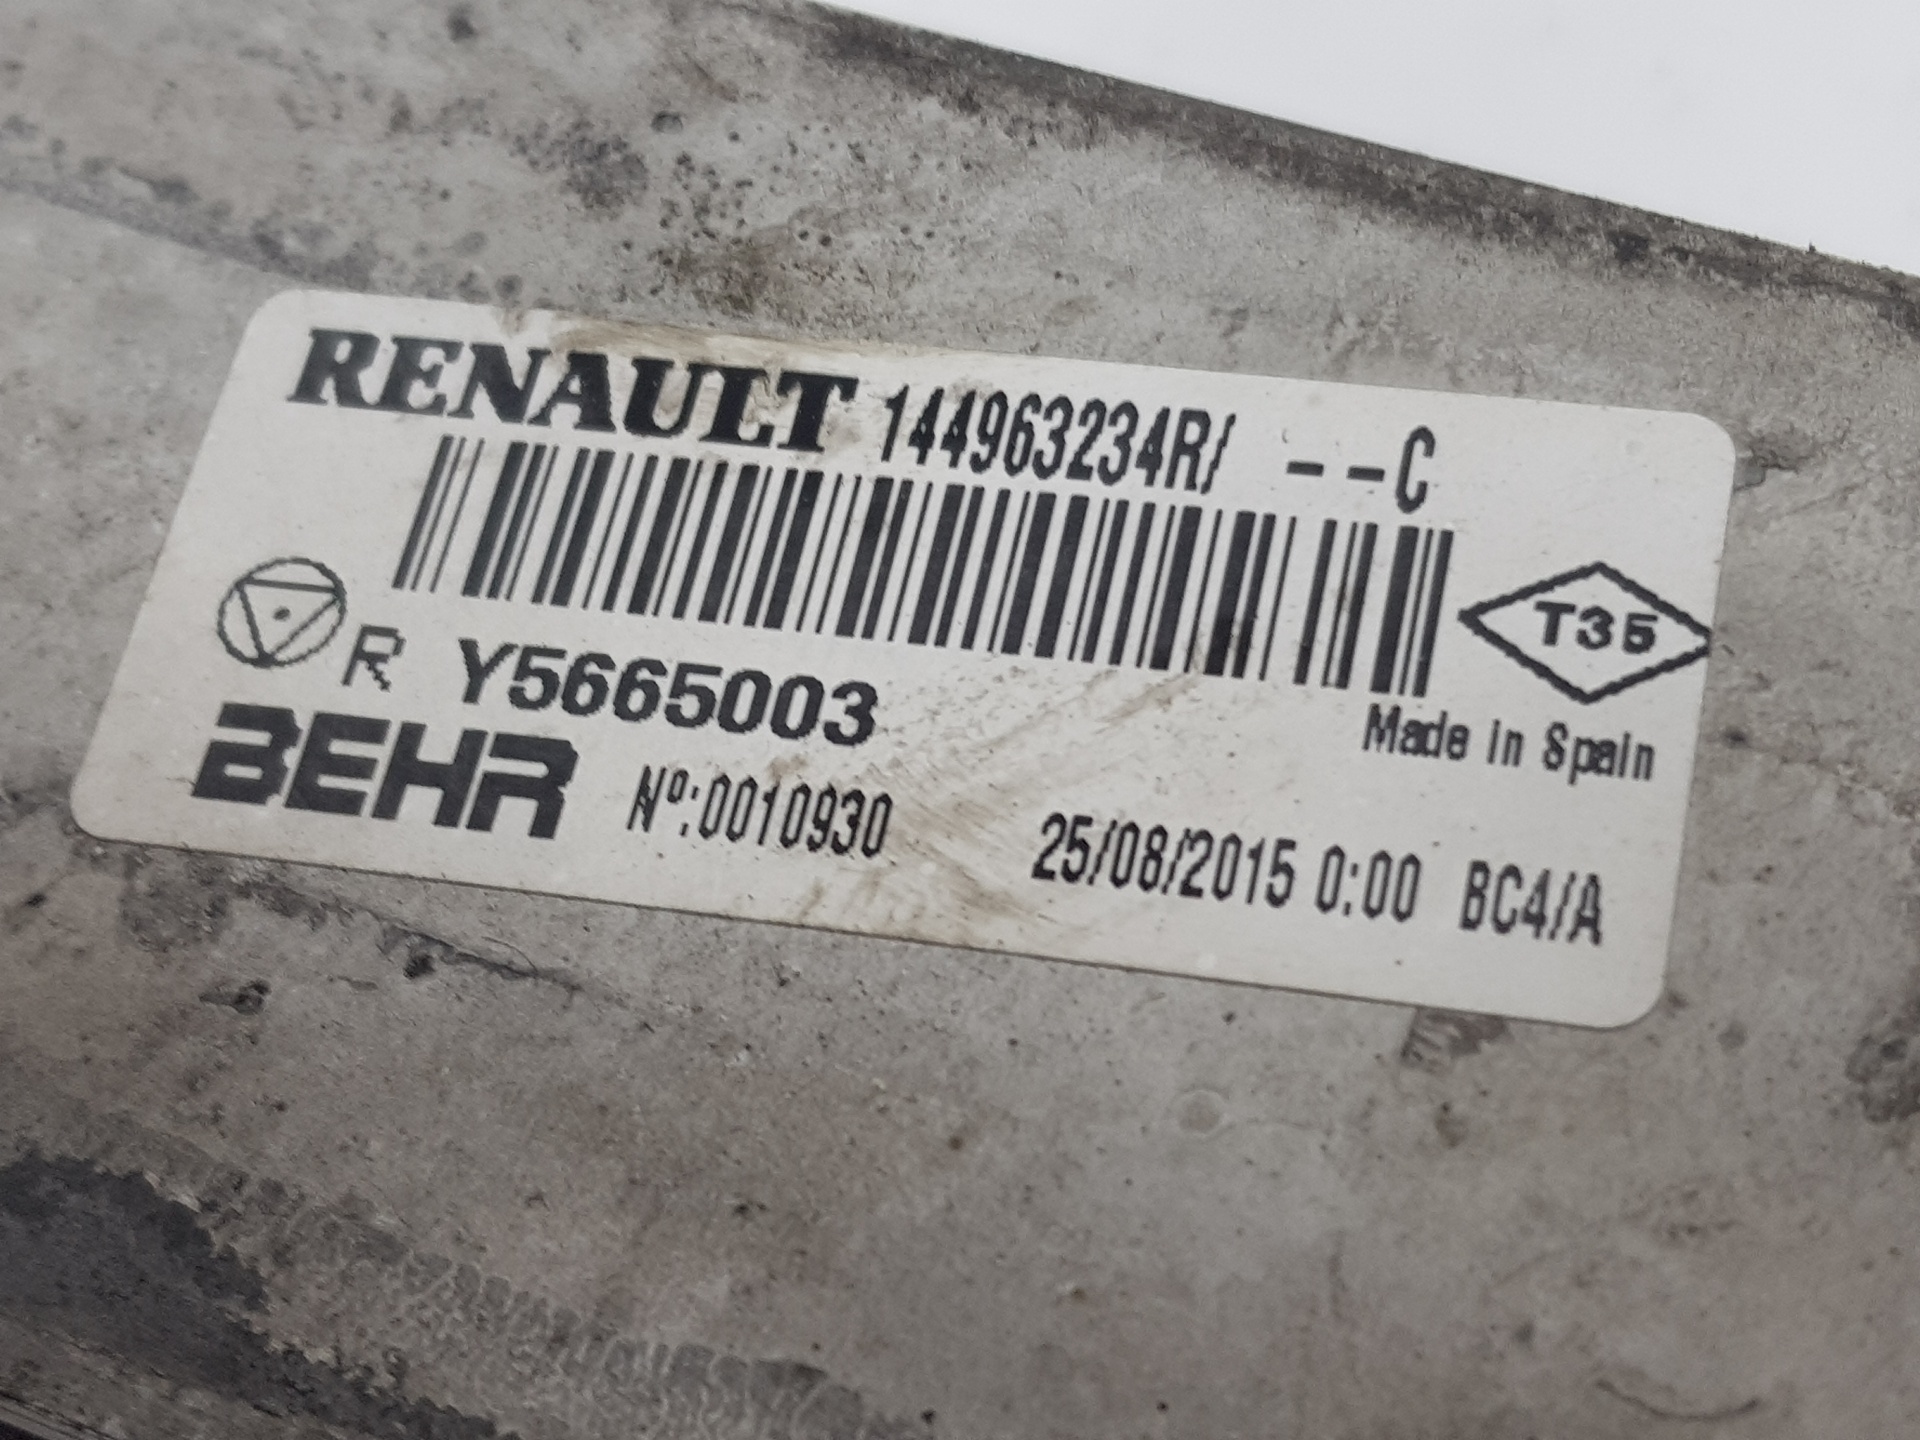 RENAULT 144963234R/ --C
T35
R Y5665003
Made in Spain
BEHR Nº:0010930 25/08/2015 0:00 BC4/A